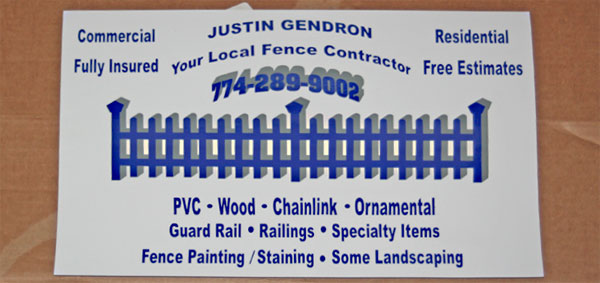 Commercial
Fully Insured
JUSTIN GENDRON
Your Local Fence Contractor
774-289-9002
Residential
Free Estimates
PVC - Wood - Chainlink - Ornamental
Guard Rail • Railings • Specialty Items
Fence Painting / Staining • Some Landscaping